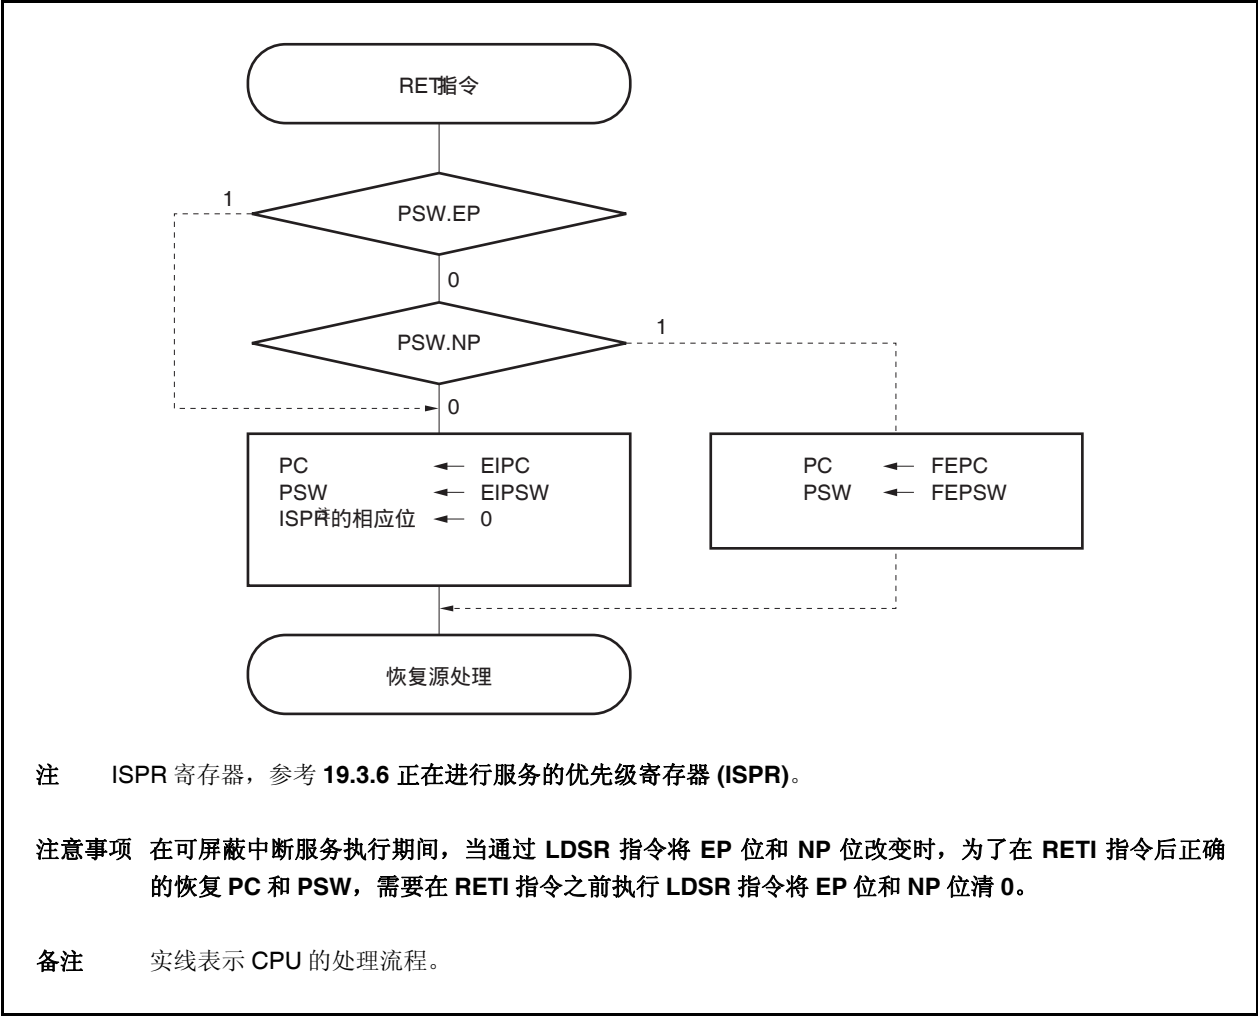 RETI指令
1
PSW.EP
0
PSW.NP
1
0
PC ← EIPC
PSW ← EIPSW
ISPR注的相应位 ← 0
PC ← FEPC
PSW ← FEPSW
恢复源处理
注 ISPR 寄存器，参考 19.3.6 正在进行服务的优先级寄存器 (ISPR)。
注意事项 在可屏蔽中断服务执行期间，当通过 LDSR 指令将 EP 位和 NP 位改变时，为了在 RETI 指令后正确
的恢复 PC 和 PSW，需要在 RETI 指令之前执行 LDSR 指令将 EP 位和 NP 位清 0。
备注 实线表示 CPU 的处理流程。